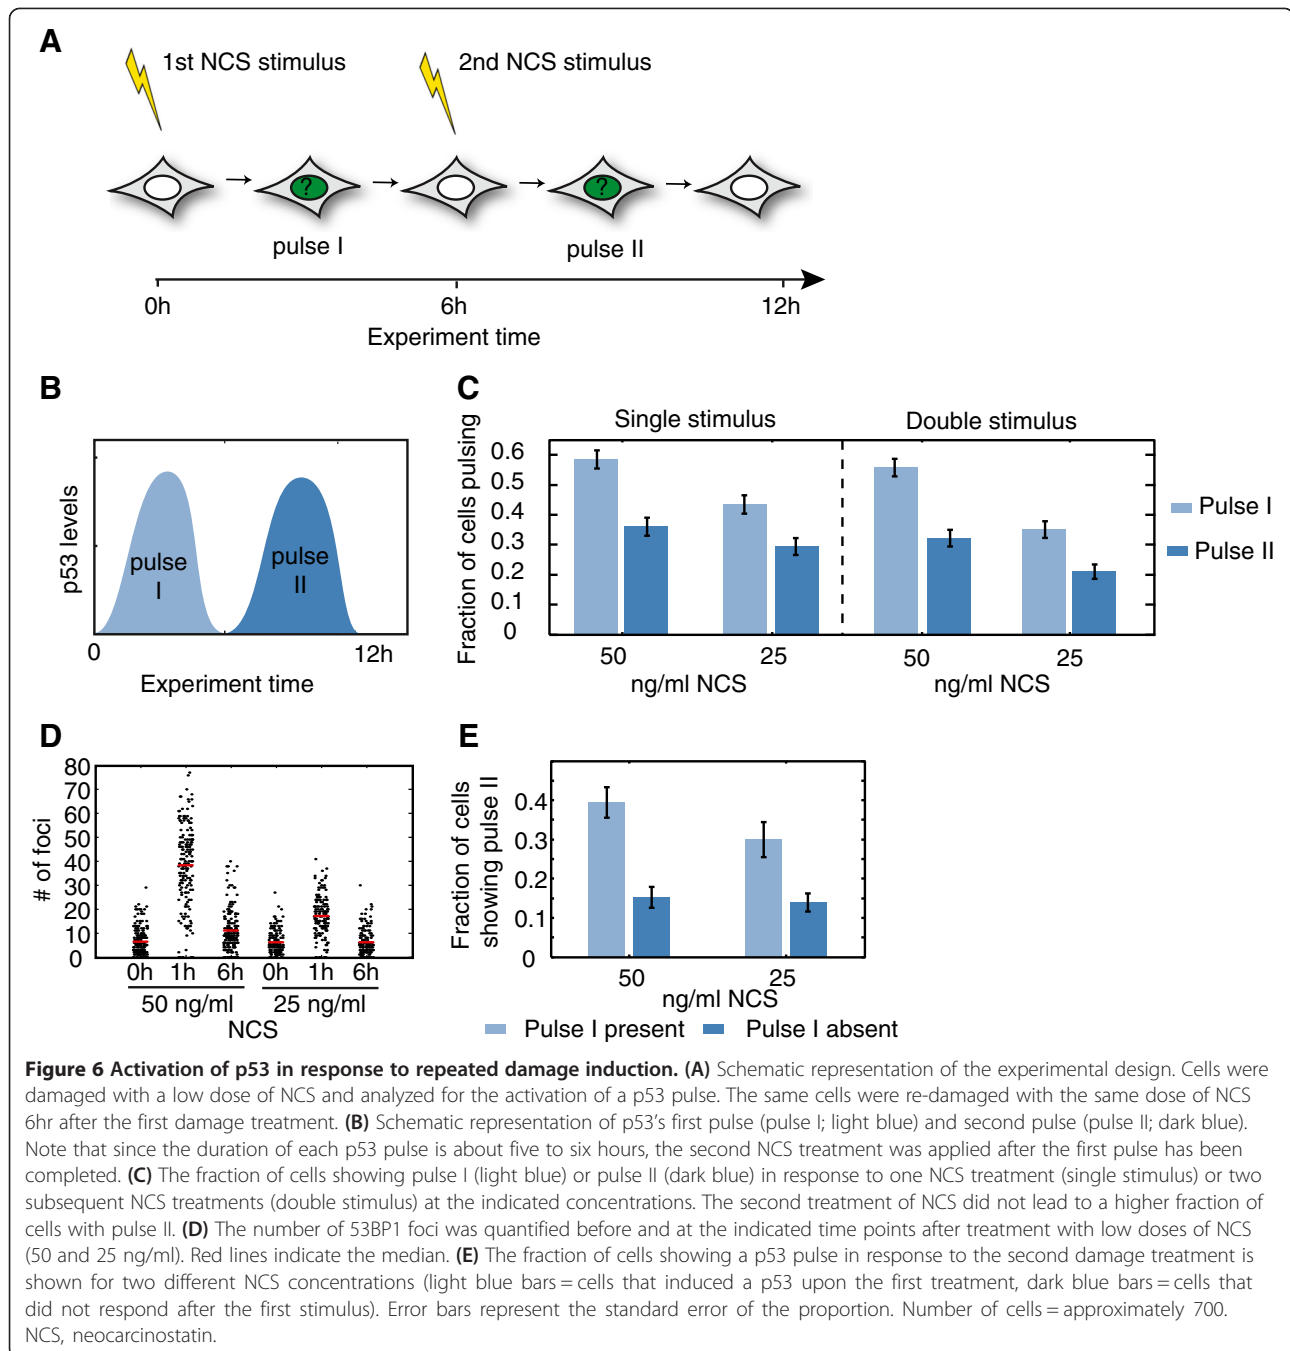 A
1st NCS stimulus
2nd NCS stimulus
?
?
pulse I
pulse II
0h
6h
12h
Experiment time
B
p53 levels
pulse
I
pulse
II
0
12h
Experiment time
C
Single stimulus
Double stimulus
Fraction of cells pulsing
0.6
0.5
0.4
0.3
0.2
0.1
0
50
25
50
25
ng/ml NCS
ng/ml NCS
Pulse I
Pulse II
D
# of foci
80
70
60
50
40
30
20
10
0
0h
1h
6h
0h
1h
6h
50 ng/ml
25 ng/ml
NCS
E
Fraction of cells
showing pulse II
0.4
0.3
0.2
0.1
0
50
25
ng/ml NCS
Pulse I present
Pulse I absent
Figure 6 Activation of p53 in response to repeated damage induction. (A) Schematic representation of the experimental design. Cells were
damaged with a low dose of NCS and analyzed for the activation of a p53 pulse. The same cells were re-damaged with the same dose of NCS
6hr after the first damage treatment. (B) Schematic representation of p53's first pulse (pulse I; light blue) and second pulse (pulse II; dark blue).
Note that since the duration of each p53 pulse is about five to six hours, the second NCS treatment was applied after the first pulse has been
completed. (C) The fraction of cells showing pulse I (light blue) or pulse II (dark blue) in response to one NCS treatment (single stimulus) or two
subsequent NCS treatments (double stimulus) at the indicated concentrations. The second treatment of NCS did not lead to a higher fraction of
cells with pulse II. (D) The number of 53BP1 foci was quantified before and at the indicated time points after treatment with low doses of NCS
(50 and 25 ng/ml). Red lines indicate the median. (E) The fraction of cells showing a p53 pulse in response to the second damage treatment is
shown for two different NCS concentrations (light blue bars = cells that induced a p53 upon the first treatment, dark blue bars = cells that
did not respond after the first stimulus). Error bars represent the standard error of the proportion. Number of cells = approximately 700.
NCS, neocarcinostatin.